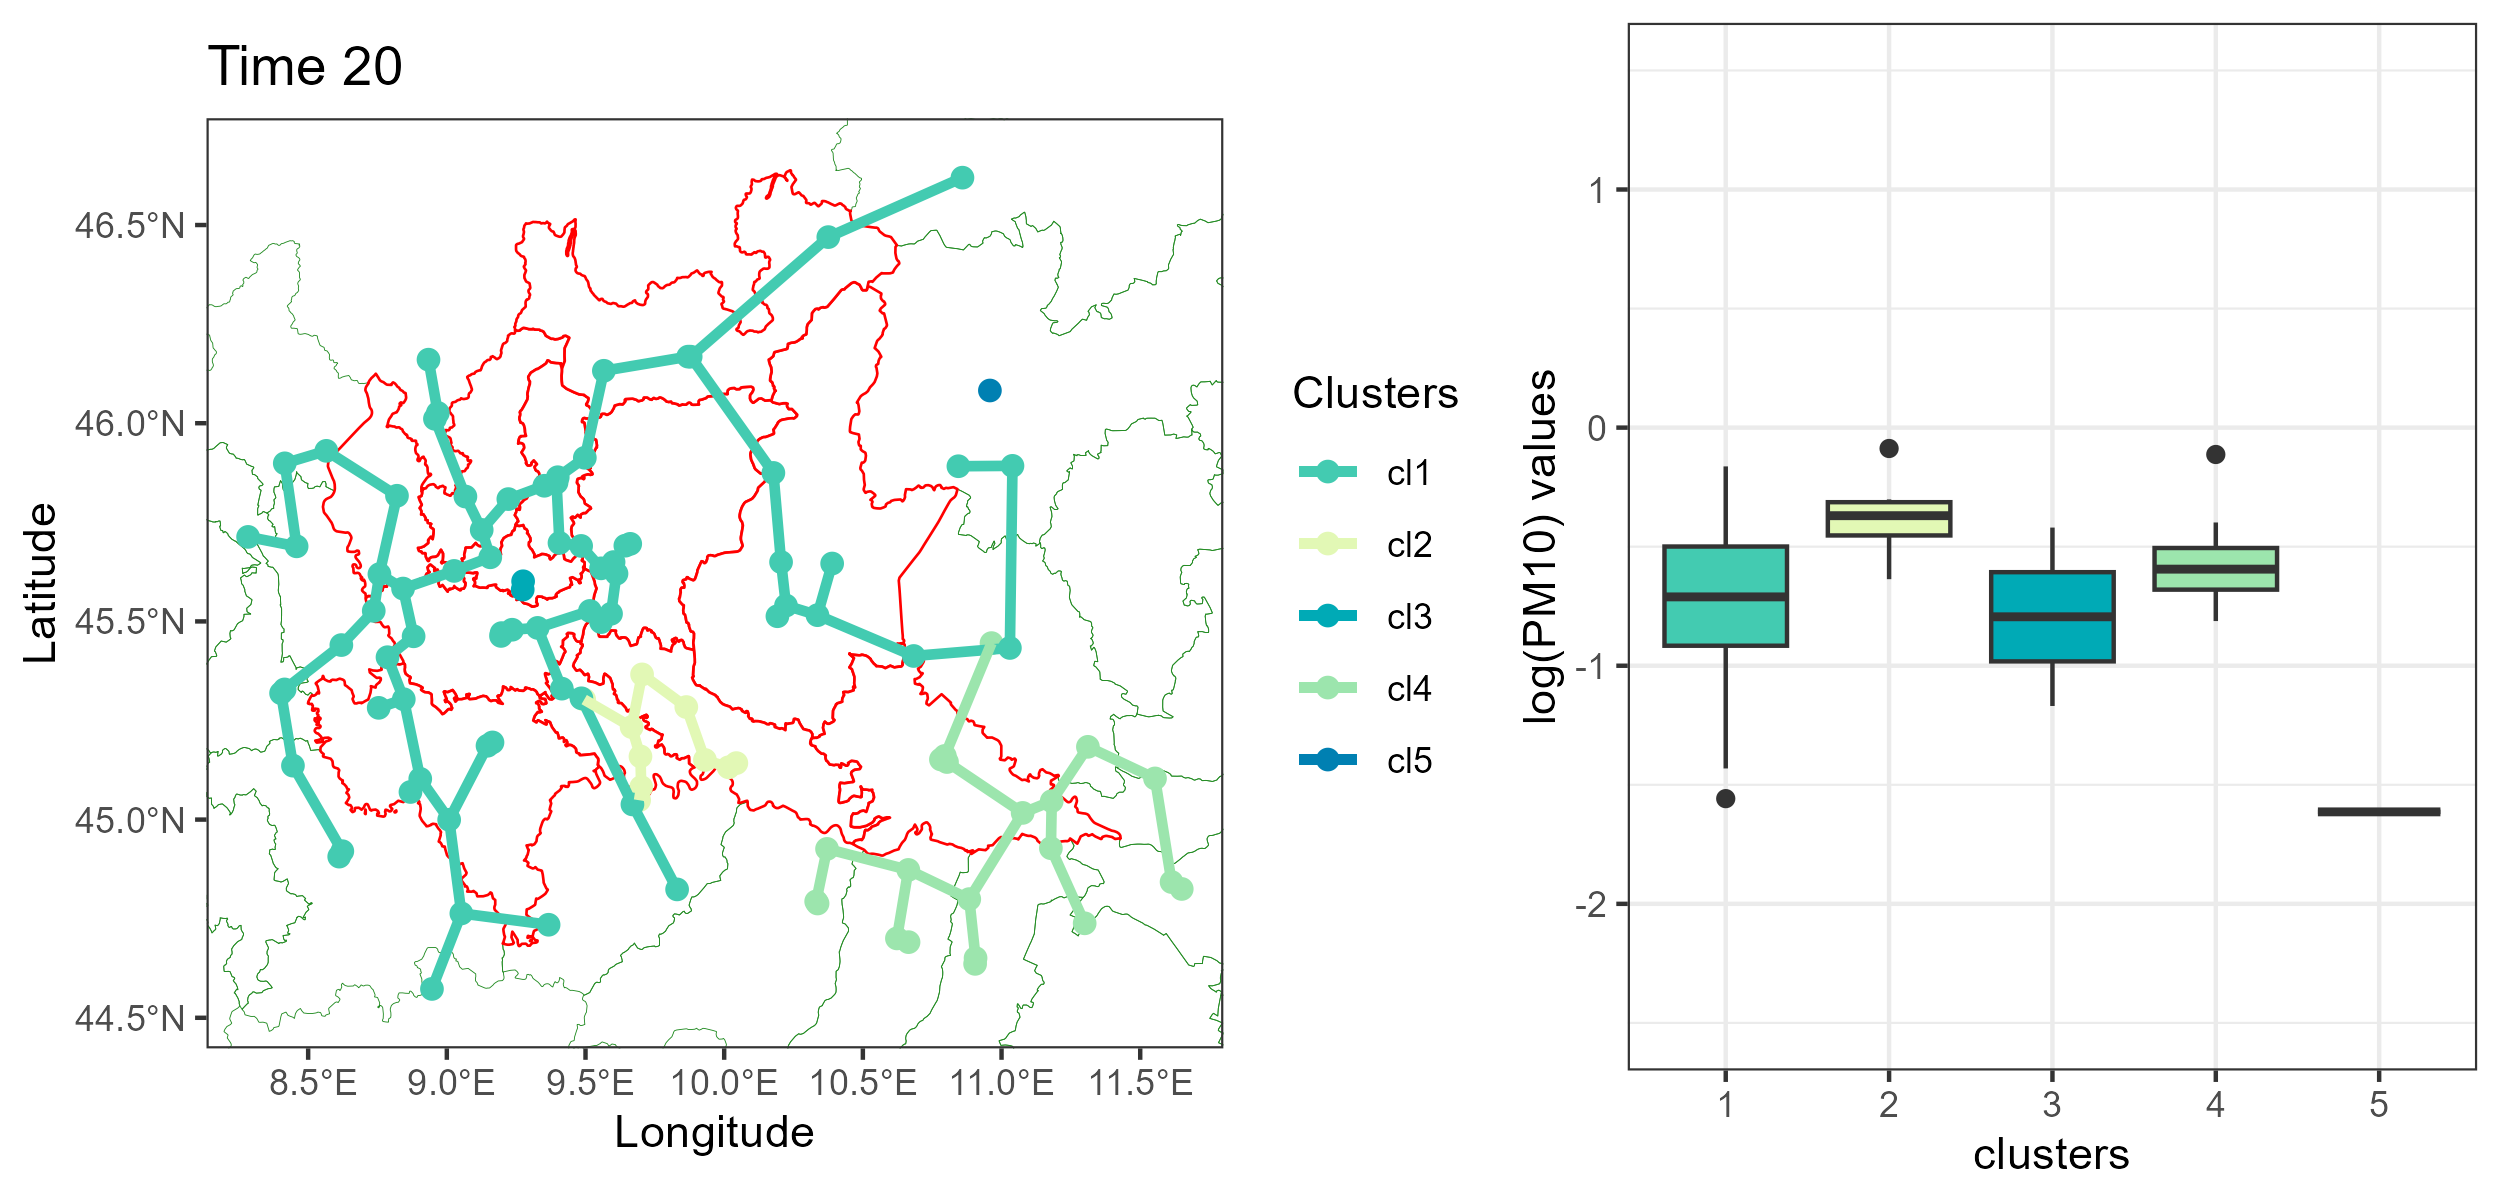 Time 20
46.5°N
46.0°N
45.5°N
45.0°N
44.5°N
Latitude
8.5°E 9.0°E 9.5°E 10.0°E 10.5°E 11.0°E 11.5°E
Longitude
Clusters
cl1
cl2
cl3
cl4
cl5
log(PM10) values
1
0
-1
-2
1 2 3 4 5
clusters